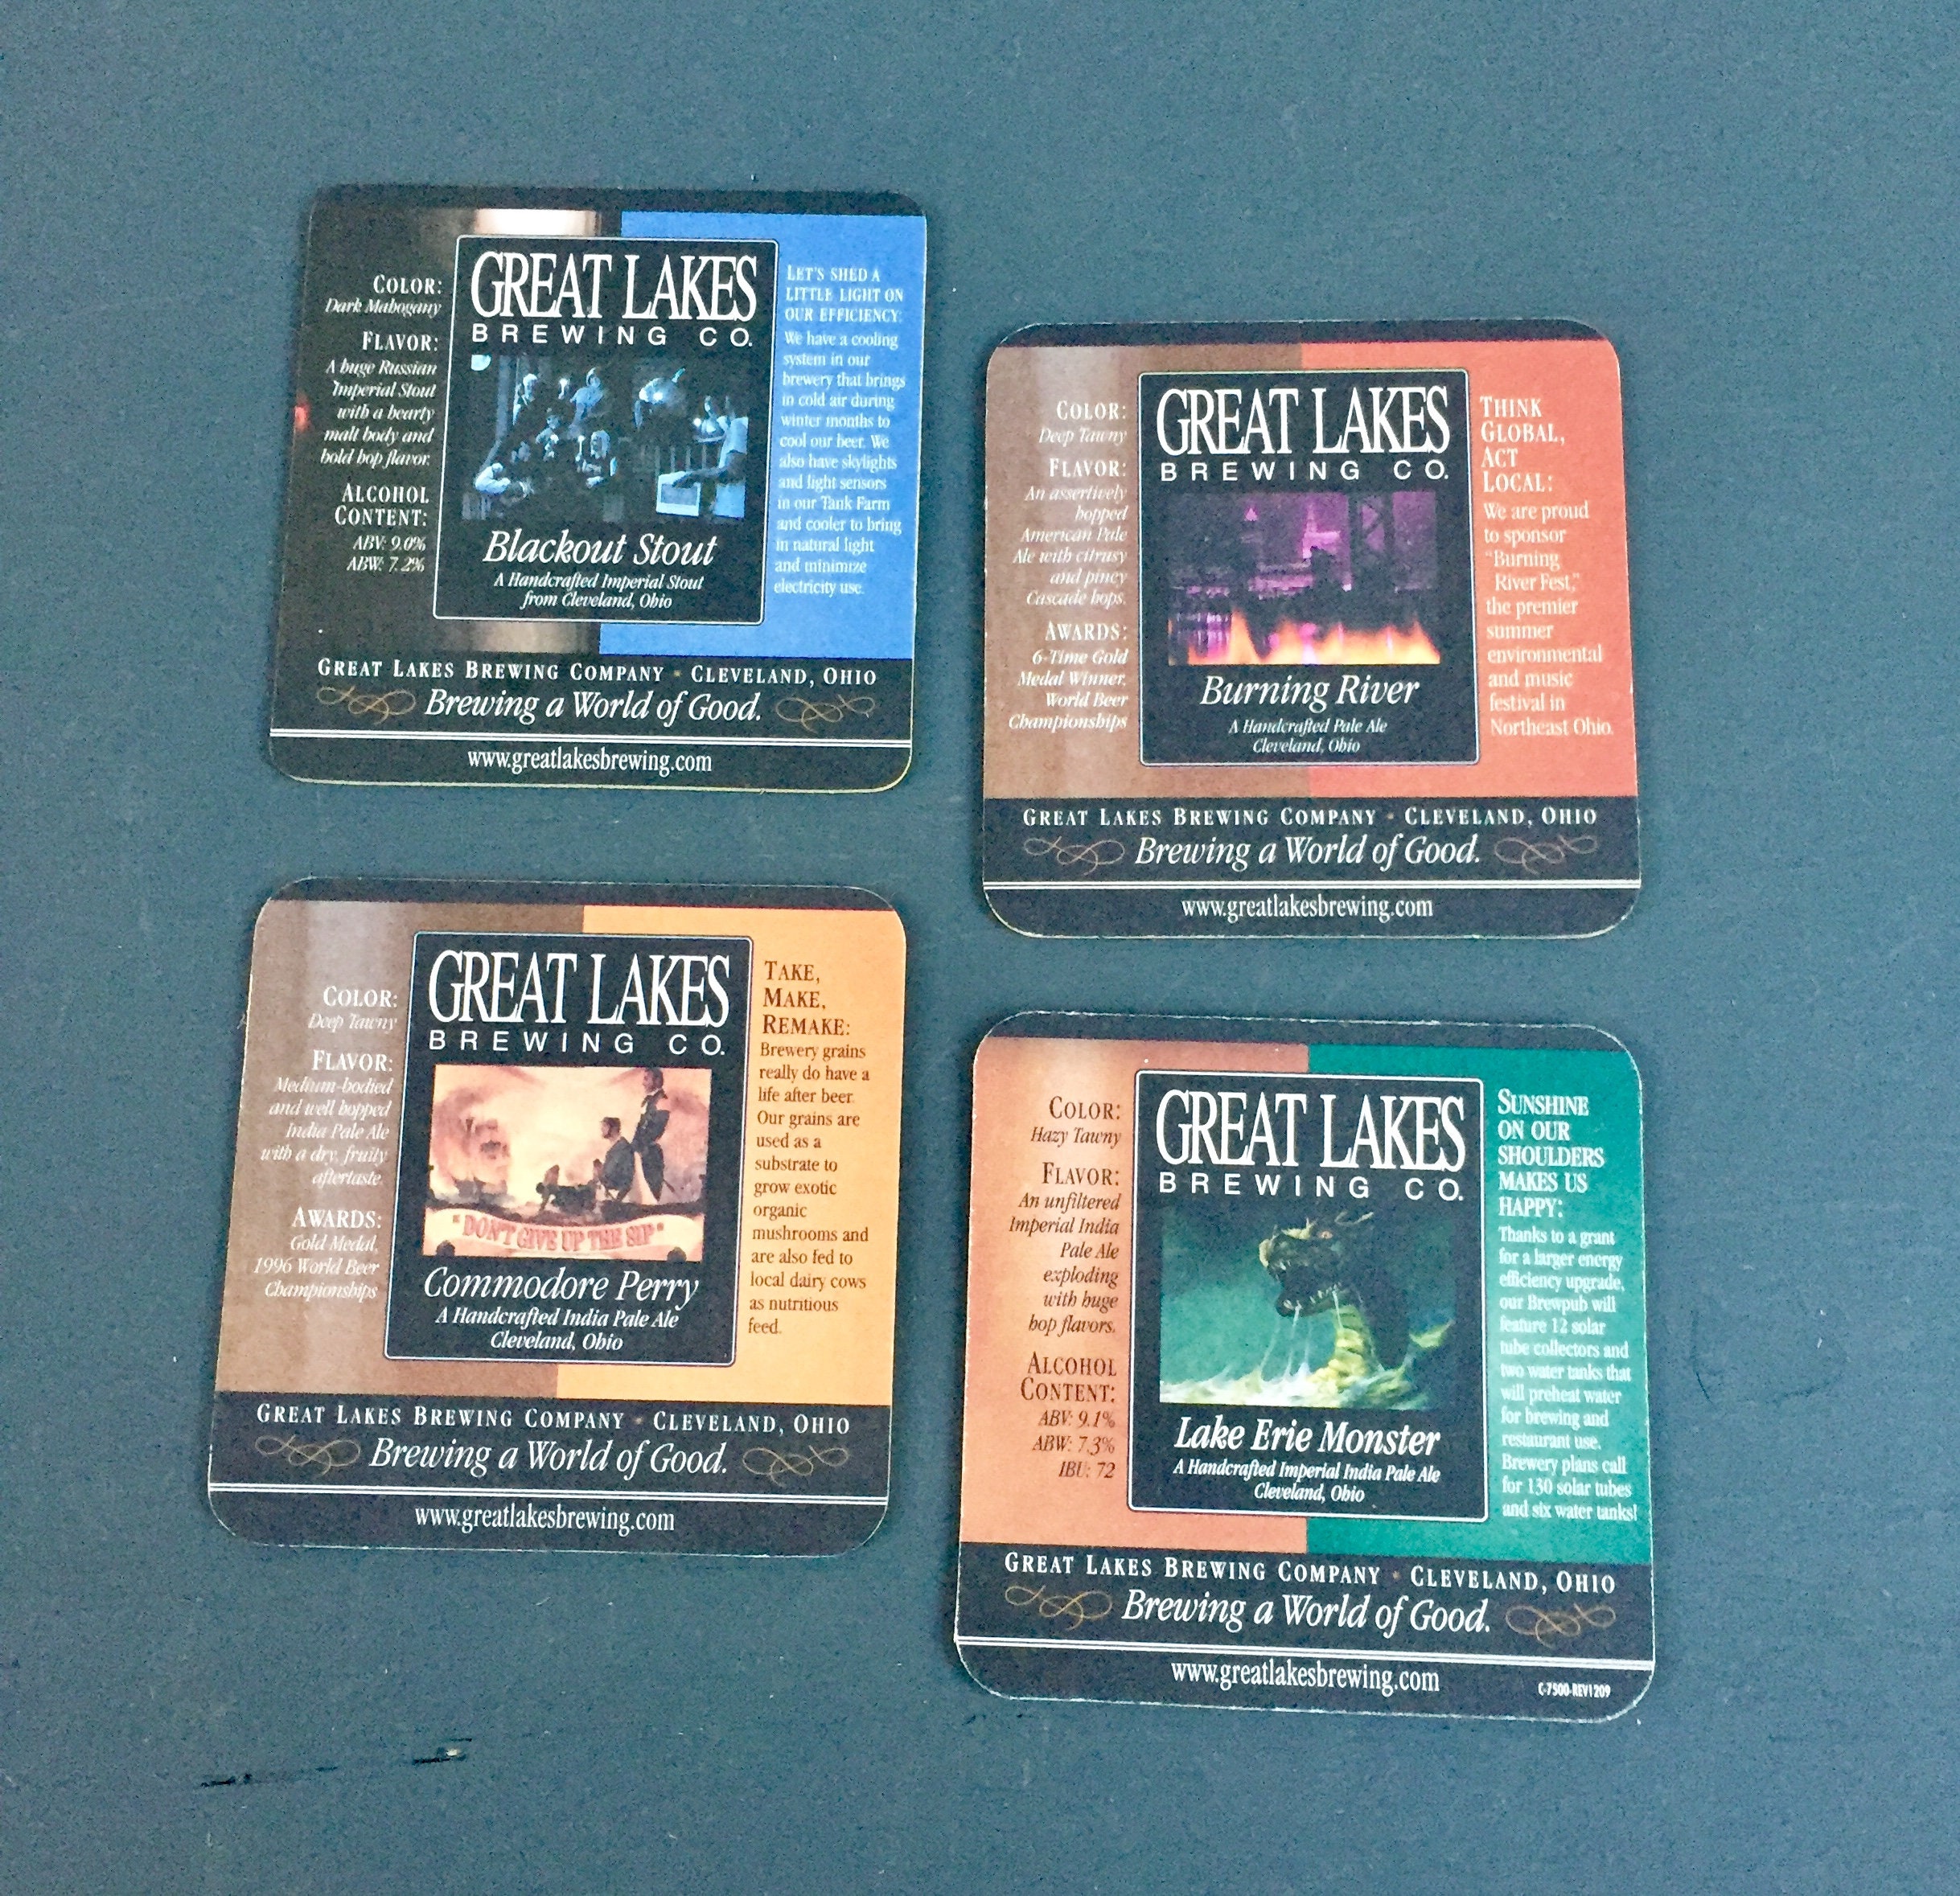 COLOR:
Dark Mahogany
FLAVOR:
A huge Russian
Imperial Stout
with a hearty
malt body and
bold hop flavor.
ALCOHOL
CONTENT:
ABV: 9.0%
ABW: 7.2%
GREAT LAKES
BREWING CO.
Blackout Stout
A Handcrafted Imperial Stout
from Cleveland, Ohio
LET'S SHED A
LITTLE LIGHT ON
OUR EFFICIENCY:
We have a cooling
system in our
brewery that brings
in cold air during
winter months to
cool our beer. We
also have skylights
and light sensors
in our Tank Farm
and cooler to bring
in natural light
and minimize
electricity use.
GREAT LAKES BREWING COMPANY • CLEVELAND, OHIO
Brewing a World of Good.
www.greatlakesbrewing.com
COLOR:
Deep Tawny
FLAVOR:
An assertively
hopped
American Pale
Ale with citrusy
and piney
Cascade hops.
AWARDS:
6-Time Gold
Medal Winner,
World Beer
Championships
GREAT LAKES
BREWING CO.
Burning River
A Handcrafted Pale Ale
Cleveland, Ohio
THINK
GLOBAL,
ACT
LOCAL:
We are proud
to sponsor
"Burning
River Fest,"
the premier
summer
environmental
and music
festival in
Northeast Ohio.
GREAT LAKES BREWING COMPANY • CLEVELAND, OHIO
Brewing a World of Good.
www.greatlakesbrewing.com
COLOR:
Deep Tawny
FLAVOR:
Medium-bodied
and well hopped
India Pale Ale
with a dry, fruity
aftertaste.
AWARDS:
Gold Medal,
1996 World Beer
Championships
GREAT LAKES
BREWING CO.
"DON'T GIVE UP THE SIP"
Commodore Perry
A Handcrafted India Pale Ale
Cleveland, Ohio
TAKE,
MAKE,
REMAKE:
Brewery grains
really do have a
life after beer.
Our grains are
used as a
substrate to
grow exotic
organic
mushrooms and
are also fed to
local dairy cows
as nutritious
feed.
GREAT LAKES BREWING COMPANY • CLEVELAND, OHIO
Brewing a World of Good.
www.greatlakesbrewing.com
COLOR:
Hazy Tawny
FLAVOR:
An unfiltered
Imperial India
Pale Ale
exploding
with huge
hop flavors.
ALCOHOL
CONTENT:
ABV: 9.1%
ABW: 7.3%
IBU: 72
GREAT LAKES
BREWING CO.
Lake Erie Monster
A Handcrafted Imperial India Pale Ale
Cleveland, Ohio
SUNSHINE
ON OUR
SHOULDERS
MAKES US
HAPPY:
Thanks to a grant
for a larger energy
efficiency upgrade,
our Brewpub will
feature 12 solar
tube collectors and
two water tanks that
will preheat water
for brewing and
restaurant use.
Brewery plans call
for 130 solar tubes
and six water tanks!
GREAT LAKES BREWING COMPANY • CLEVELAND, OHIO
Brewing a World of Good.
www.greatlakesbrewing.com
C-7500-REV1209